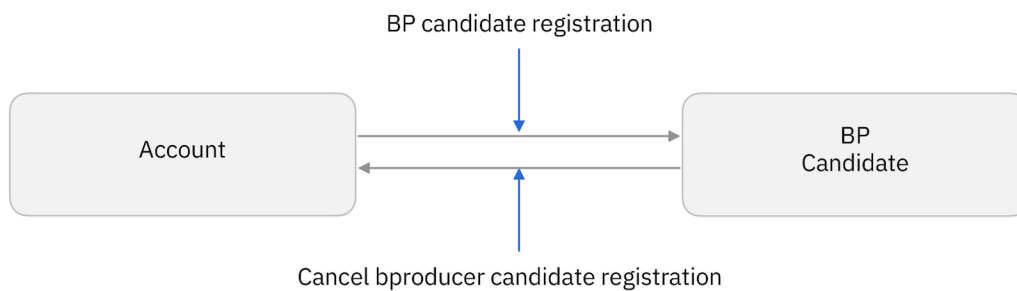 BP candidate registration
Account
BP
Candidate
Cancel bproducer candidate registration